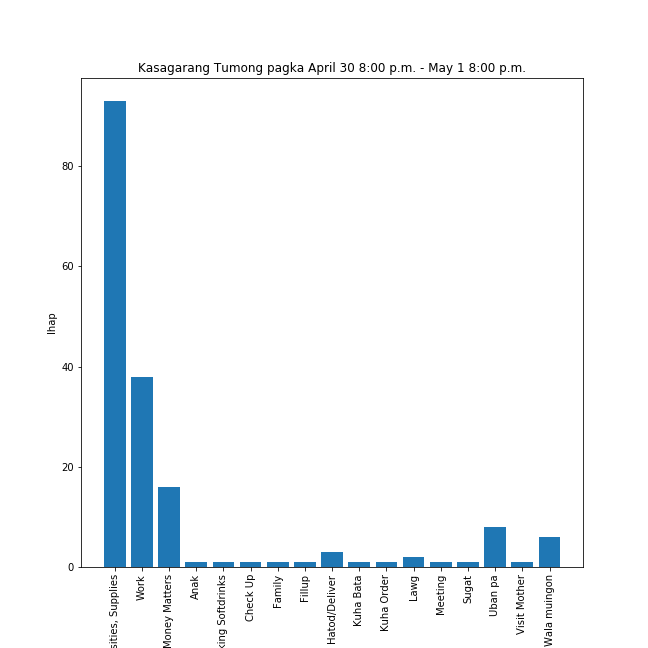 Kasagarang Tumong pagka April 30 8:00 p.m. - May 1 8:00 p.m.
Ihap
80
60
40
20
0
Supplies
Work
Money Matters
Anak
Softdrinks
Check Up
Family
Fillup
Hatod/Deliver
Kuha Bata
Kuha Order
Lawg
Meeting
Sugat
Uban pa
Visit Mother
Wala muingon